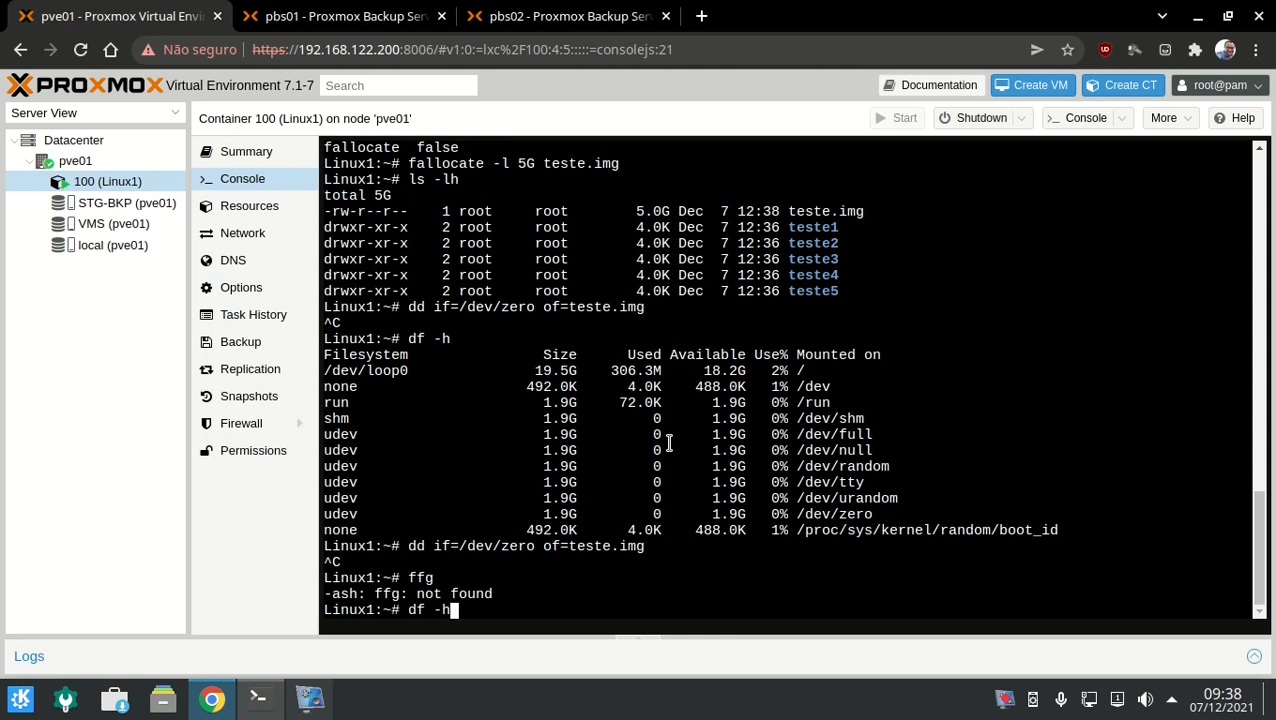 pve01 - Proxmox Virtual Envi
pbs01 - Proxmox Backup Serv
pbs02 - Proxmox Backup Serv
Não seguro
https://192.168.122.200:8006/#v1:0:=lxc%2F100:4:5:::::=consolejs:21
PROXMOX Virtual Environment 7.1-7
Search
Documentation
Create VM
Create CT
root@pam
Server View
Container 100 (Linux1) on node 'pve01'
Start
Shutdown
Console
More
Help
Datacenter
pve01
100 (Linux1)
STG-BKP (pve01)
VMS (pve01)
local (pve01)
Summary
Console
Resources
Network
DNS
Options
Task History
Backup
Replication
Snapshots
Firewall
Permissions
fallocate  false
Linux1:~# fallocate -l 5G teste.img
Linux1:~# ls -lh
total 5G
-rw-r--r--    1 root     root        5.0G Dec  7 12:38 teste.img
drwxr-xr-x    2 root     root        4.0K Dec  7 12:36 teste1
drwxr-xr-x    2 root     root        4.0K Dec  7 12:36 teste2
drwxr-xr-x    2 root     root        4.0K Dec  7 12:36 teste3
drwxr-xr-x    2 root     root        4.0K Dec  7 12:36 teste4
drwxr-xr-x    2 root     root        4.0K Dec  7 12:36 teste5
Linux1:~# dd if=/dev/zero of=teste.img
^C
Linux1:~# df -h
Filesystem                Size      Used Available Use% Mounted on
/dev/loop0               19.5G    306.3M     18.2G   2% /
none                    492.0K      4.0K    488.0K   1% /dev
run                       1.9G     72.0K      1.9G   0% /run
shm                       1.9G         0      1.9G   0% /dev/shm
udev                      1.9G         0      1.9G   0% /dev/full
udev                      1.9G         0      1.9G   0% /dev/null
udev                      1.9G         0      1.9G   0% /dev/random
udev                      1.9G         0      1.9G   0% /dev/tty
udev                      1.9G         0      1.9G   0% /dev/urandom
udev                      1.9G         0      1.9G   0% /dev/zero
none                    492.0K      4.0K    488.0K   1% /proc/sys/kernel/random/boot_id
Linux1:~# dd if=/dev/zero of=teste.img
^C
Linux1:~# ffg
-ash: ffg: not found
Linux1:~# df -h
Logs
09:38
07/12/2021